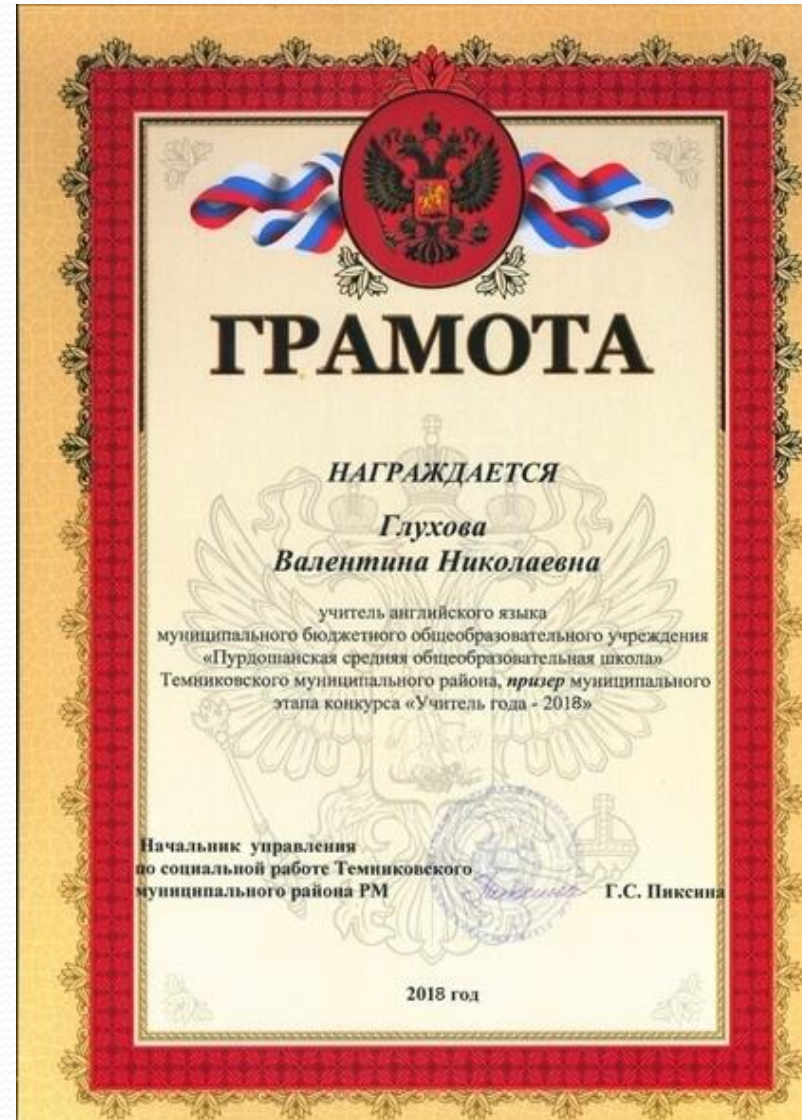 ГРАМОТА
НАГРАЖДАЕТСЯ
Глухова
Валентина Николаевна
учитель английского языка
муниципального бюджетного общеобразовательного учреждения
«Пурдошанская средняя общеобразовательная школа»
Темниковского муниципального района, призер муниципального
этапа конкурса «Учитель года - 2018»
Начальник управления
по социальной работе Темниковского
муниципального района РМ
Г.С. Пиксина
2018 год